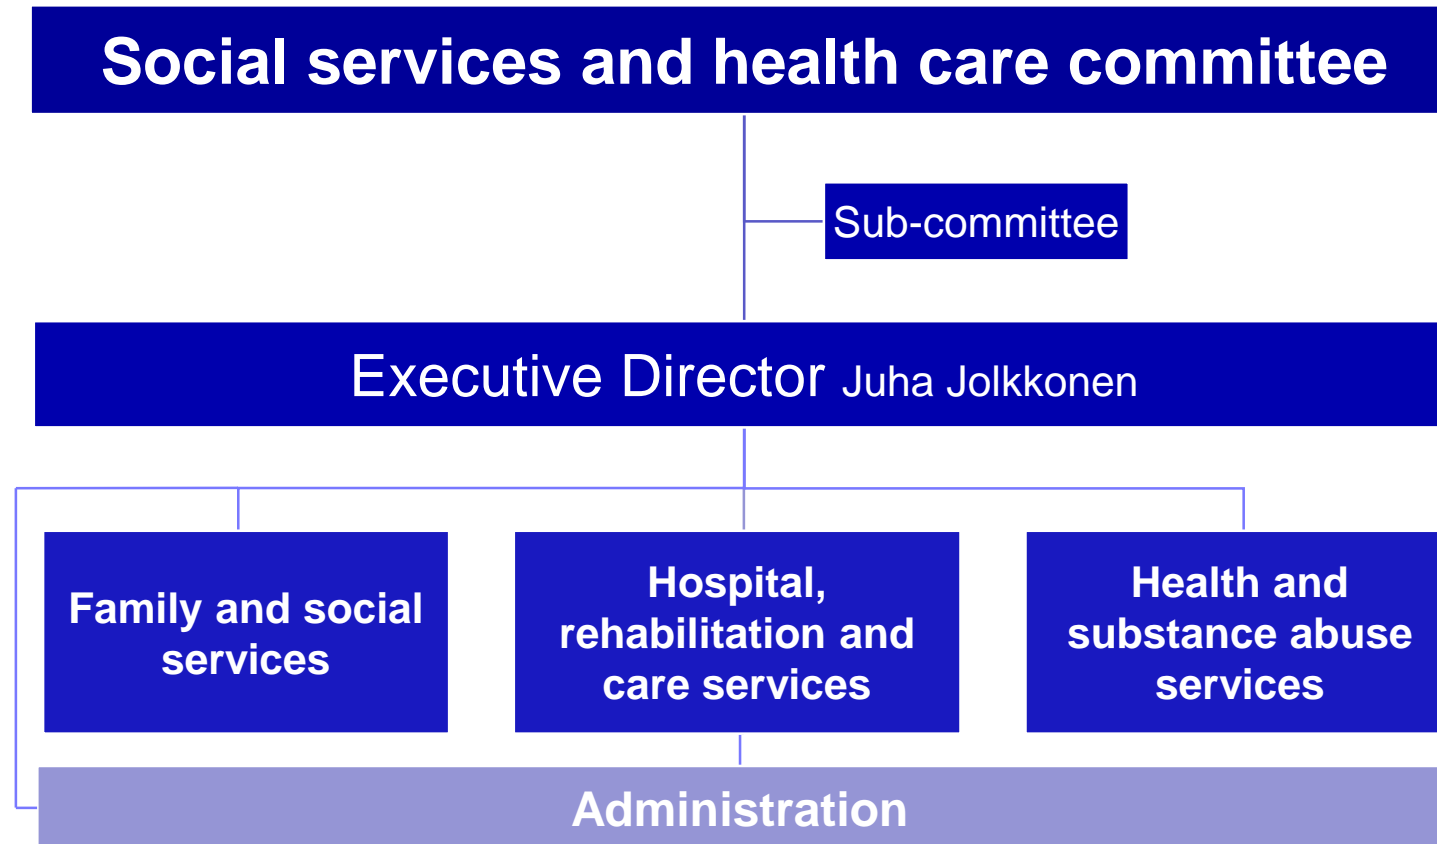 Social services and health care committee
Sub-committee
Executive Director Juha Jolkkonen
Family and social
services
Hospital,
rehabilitation and
care services
Health and
substance abuse
services
Administration